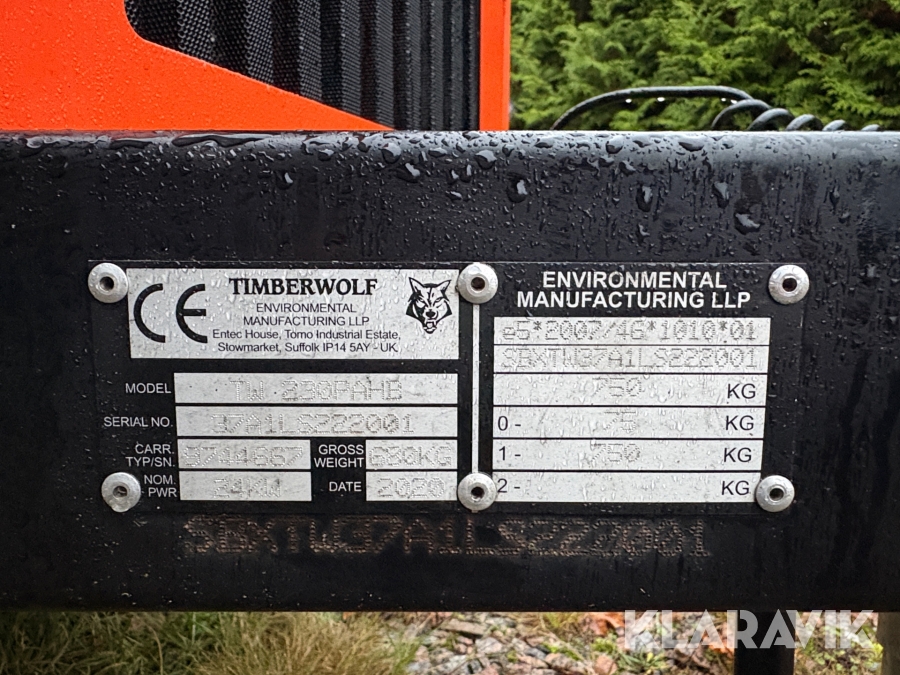 TIMBERWOLF
ENVIRONMENTAL
MANUFACTURING LLP
Entec House, Tomo Industrial Estate,
Stowmarket, Suffolk IP14 5AY - UK
MODEL TW 230PAHB
SERIAL NO. 37A1LS222001
CARR. TYP/SN. 9714667 GROSS WEIGHT 680KG
NOM. PWR 24KW DATE 2020
ENVIRONMENTAL
MANUFACTURING LLP
e5*2007/46*1010*01
SBXTW37A1LS222001
750 KG
0 - 75 KG
1 - 750 KG
2 - KG
SBXTW37A1LS222001
KLARAVIK